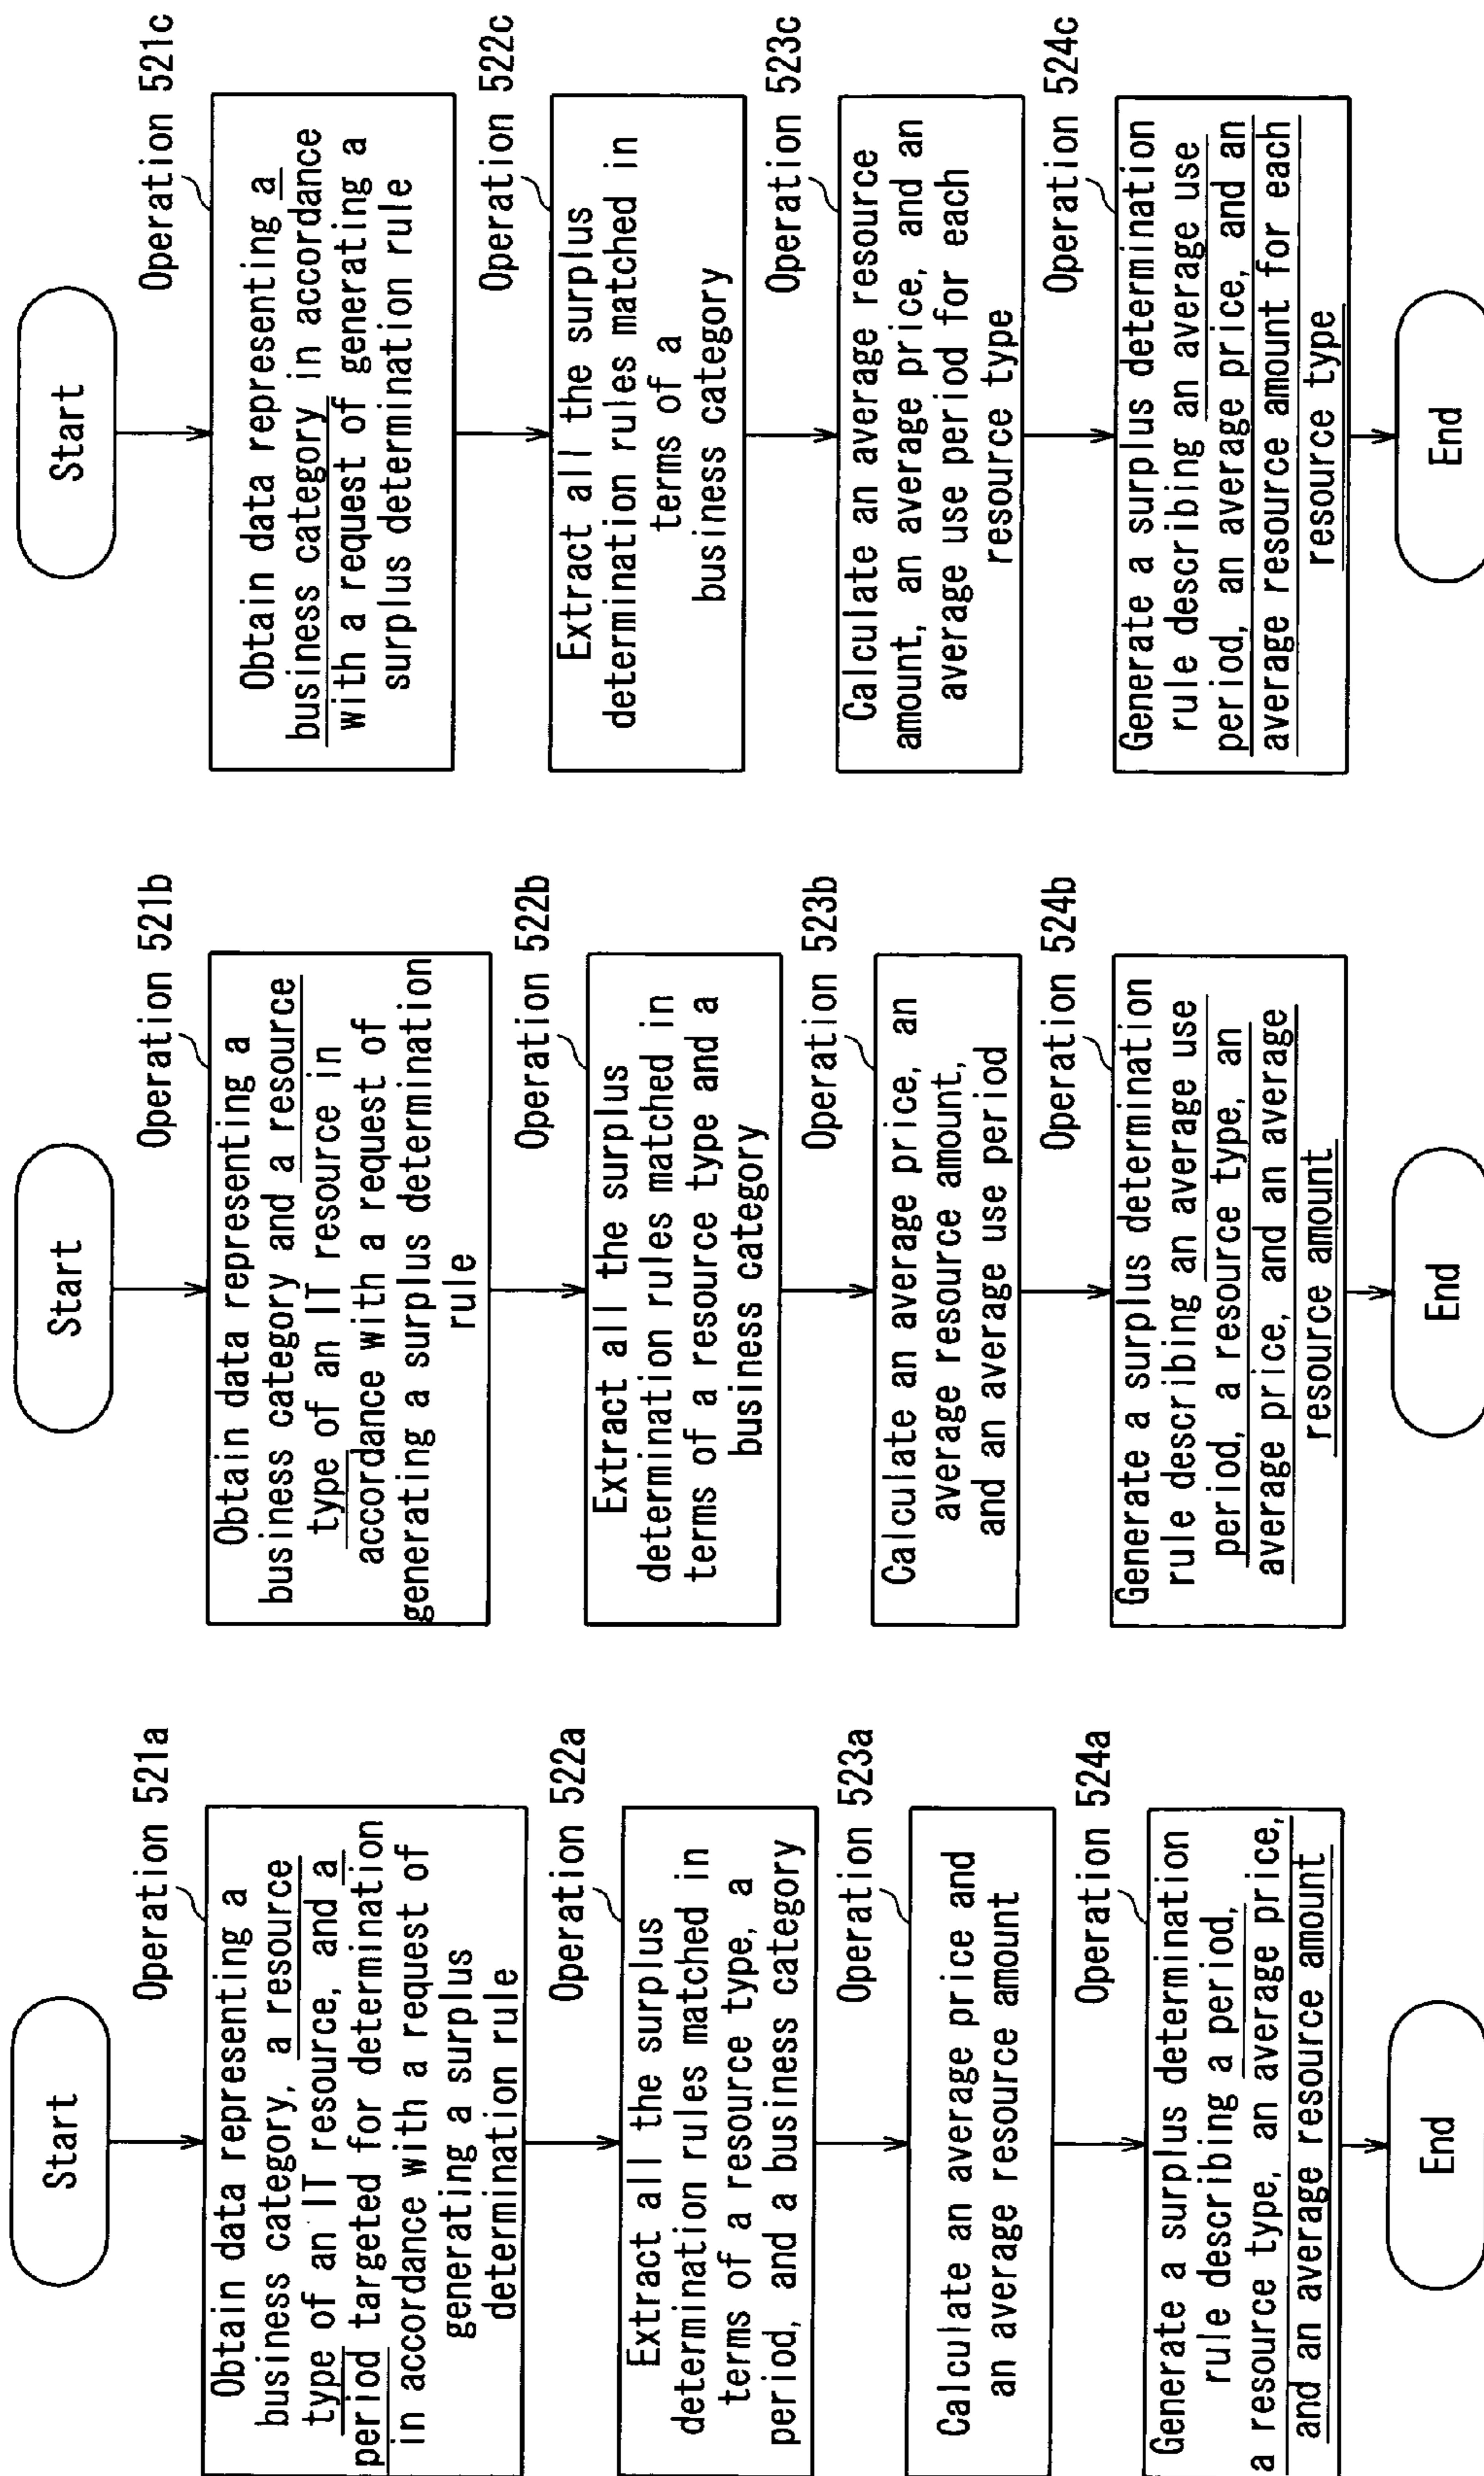 Start
Operation 521a
Obtain data representing a
business category, a resource
type of an IT resource, and a
period targeted for determination
in accordance with a request of
generating a surplus
determination rule
Operation 522a
Extract all the surplus
determination rules matched in
terms of a resource type, a
period, and a business category
Operation 523a
Calculate an average price and
an average resource amount
Operation 524a
Generate a surplus determination
rule describing a period,
a resource type, an average price,
and an average resource amount
End
Start
Operation 521b
Obtain data representing a
business category and a resource
type of an IT resource in
accordance with a request of
generating a surplus determination
rule
Operation 522b
Extract all the surplus
determination rules matched in
terms of a resource type and a
business category
Operation 523b
Calculate an average price, an
average resource amount,
and an average use period
Operation 524b
Generate a surplus determination
rule describing an average use
period, a resource type, an
average price, and an average
resource amount
End
Start
Operation 521c
Obtain data representing a
business category in accordance
with a request of generating a
surplus determination rule
Operation 522c
Extract all the surplus
determination rules matched in
terms of a
business category
Operation 523c
Calculate an average resource
amount, an average price, and an
average use period for each
resource type
Operation 524c
Generate a surplus determination
rule describing an average use
period, an average price, and an
average resource amount for each
resource type
End